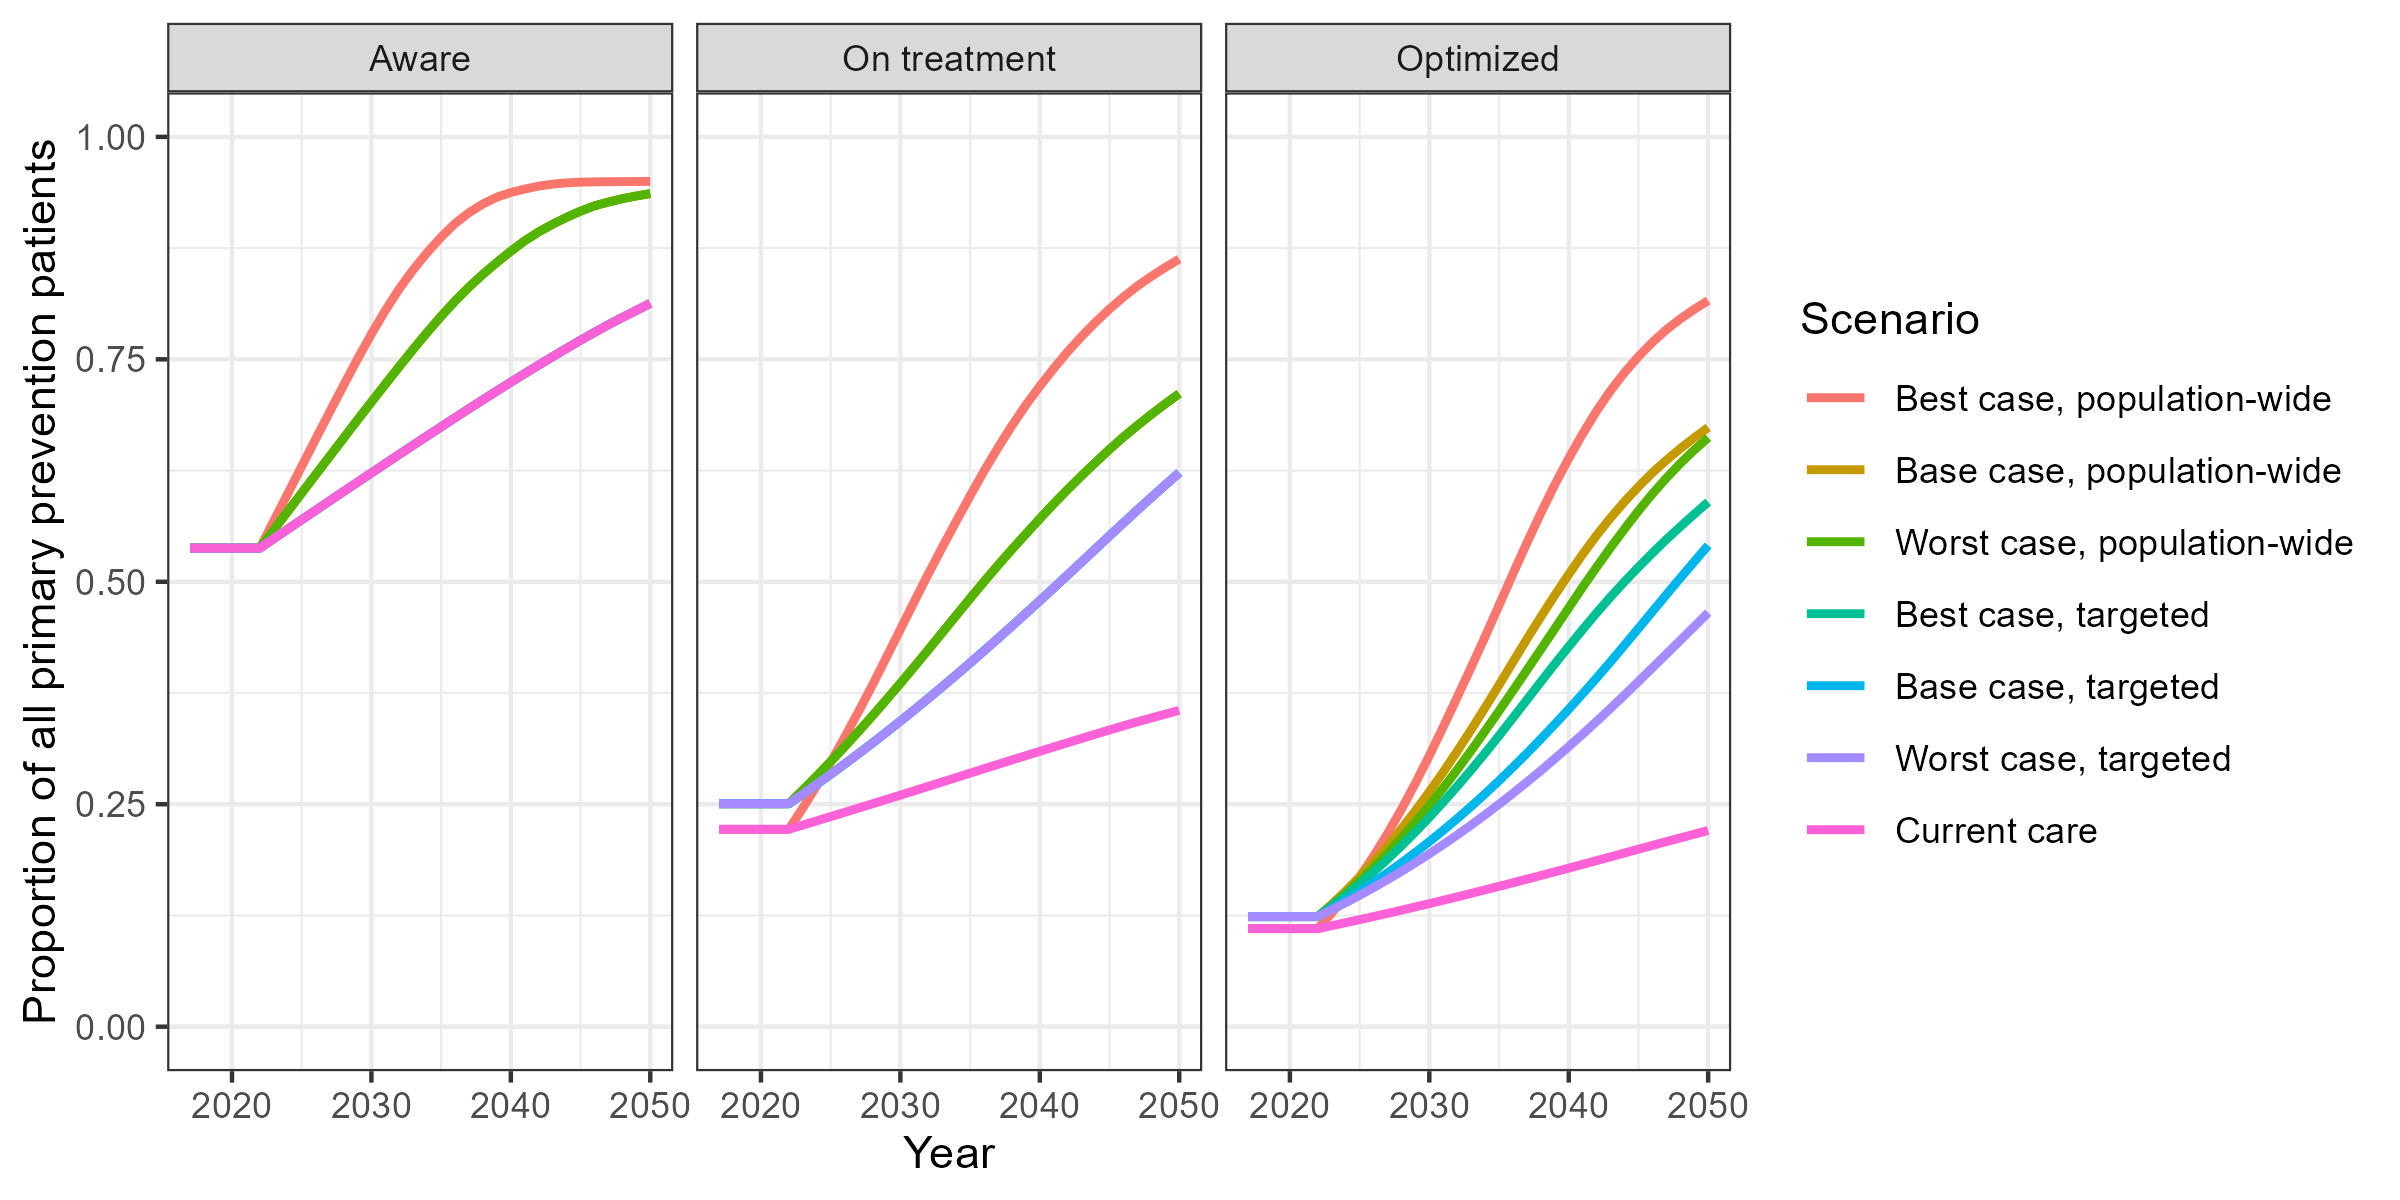 Aware
On treatment
Optimized
Proportion of all primary prevention patients
1.00
0.75
0.50
0.25
0.00
2020 2030 2040 2050
2020 2030 2040 2050
2020 2030 2040 2050
Year
Scenario
Best case, population-wide
Base case, population-wide
Worst case, population-wide
Best case, targeted
Base case, targeted
Worst case, targeted
Current care